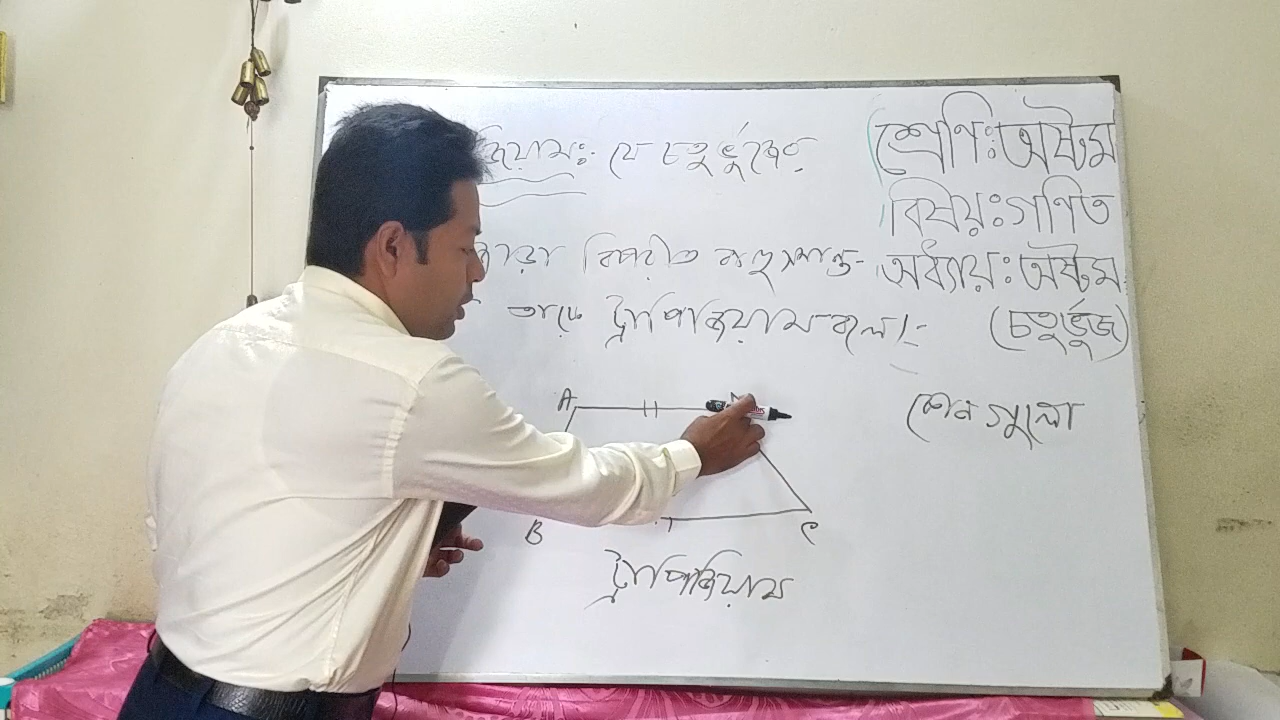 যে চতুর্ভুজের
বিপরীত বাহু
তাকে ট্রাপিজিয়াম বলে।
শ্রেণিঃ অষ্টম
বিষয়ঃ গণিত
অধ্যায়ঃ অষ্টম
(চতুর্ভুজ)
গুলো
A
B
C
ট্রাপিজিয়াম